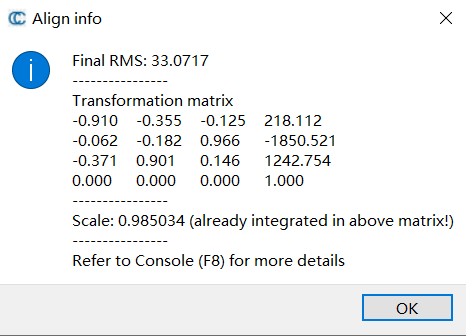 Align info
Final RMS: 33.0717
----------------
Transformation matrix
-0.910 -0.355 -0.125 218.112
-0.062 -0.182 0.966 -1850.521
-0.371 0.901 0.146 1242.754
0.000 0.000 0.000 1.000
----------------
Scale: 0.985034 (already integrated in above matrix!)
----------------
Refer to Console (F8) for more details
OK